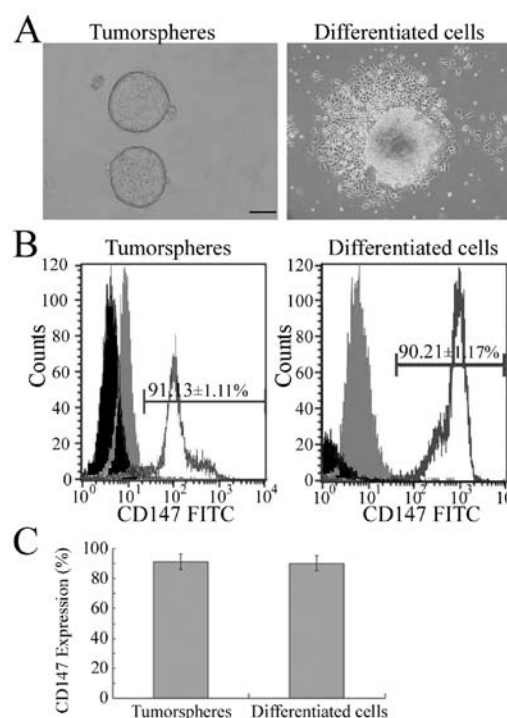 A
Tumorspheres
Differentiated cells
B
Tumorspheres
Differentiated cells
Counts
120
100
80
60
40
20
0
91.13±1.11%
10⁰ 10¹ 10² 10³ 10⁴
CD147 FITC
Counts
120
100
80
60
40
20
0
90.21±1.17%
10⁰ 10¹ 10² 10³ 10⁴
CD147 FITC
C
CD147 Expression (%)
100
80
60
40
20
0
Tumorspheres
Differentiated cells